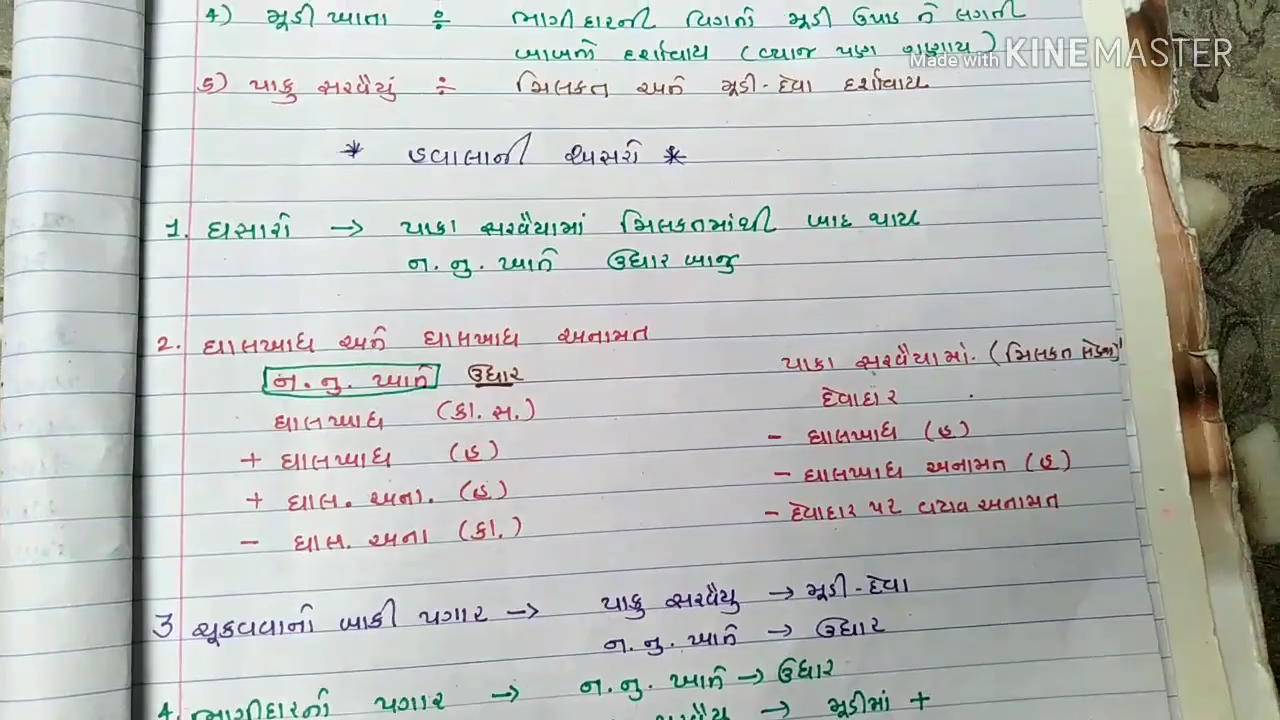 4) મૂડી ખાતા ÷ ભાગીદારની વિગતો મૂડી ઉપાડ ને લગતી
બાબતો દર્શાવાય (વ્યાજ પણ ગણાય)
Made with KINEMASTER
ક) પાકુ સરવૈયું ÷ મિલકત અને મૂડી-દેવા દર્શાવાય
* હવાલાની અસરો *
1. ઘસારો → પાકા સરવૈયામાં મિલકતમાંથી બાદ થાય
ન.નુ. ખાતે ઉધાર બાજુ
2. ઘાલખાધ અને ઘાલખાધ અનામત
ન.નુ. ખાતે ઉધાર
ઘાલખાધ (કા.સ.)
+ ઘાલખાધ (હ)
+ ઘાલ. અના. (હ)
- ઘાલ. અના (કા.)
પાકા સરવૈયામાં. (મિલકત
દેવાદાર
- ઘાલખાધ (હ)
- ઘાલખાધ અનામત (હ)
- દેવાદાર પર વટાવ અનામત
3 ચૂકવવાનો બાકી પગાર → પાકુ સરવૈયુ → મૂડી-દેવા
ન.નુ. ખાતે → ઉધાર
4. ભાગીદારનો પગાર → ન.નુ. ખાતે → ઉધાર
→ મૂડીમાં +